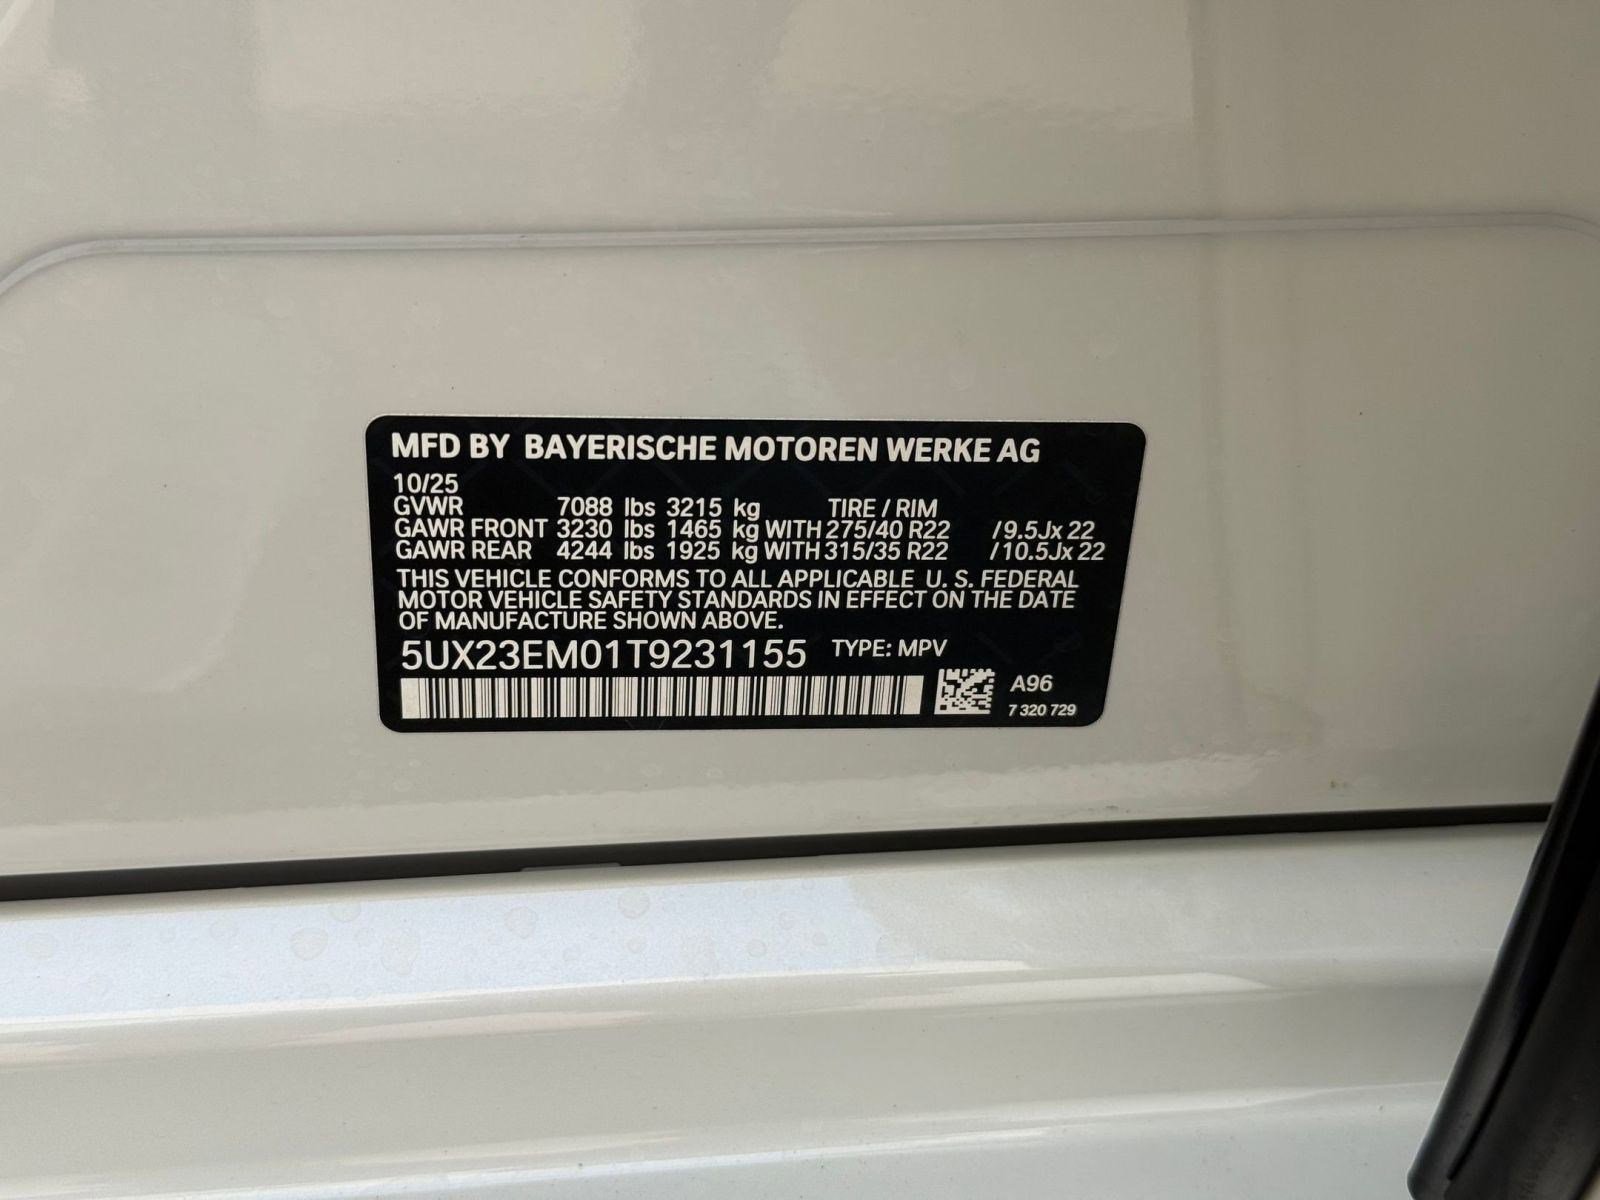 MFD BY BAYERISCHE MOTOREN WERKE AG
10/25
GVWR 7088 lbs 3215 kg TIRE / RIM
GAWR FRONT 3230 lbs 1465 kg WITH 275/40 R22 /9.5Jx 22
GAWR REAR 4244 lbs 1925 kg WITH 315/35 R22 /10.5Jx 22
THIS VEHICLE CONFORMS TO ALL APPLICABLE U. S. FEDERAL
MOTOR VEHICLE SAFETY STANDARDS IN EFFECT ON THE DATE
OF MANUFACTURE SHOWN ABOVE.
5UX23EM01T9231155 TYPE: MPV
A96
7 320 729